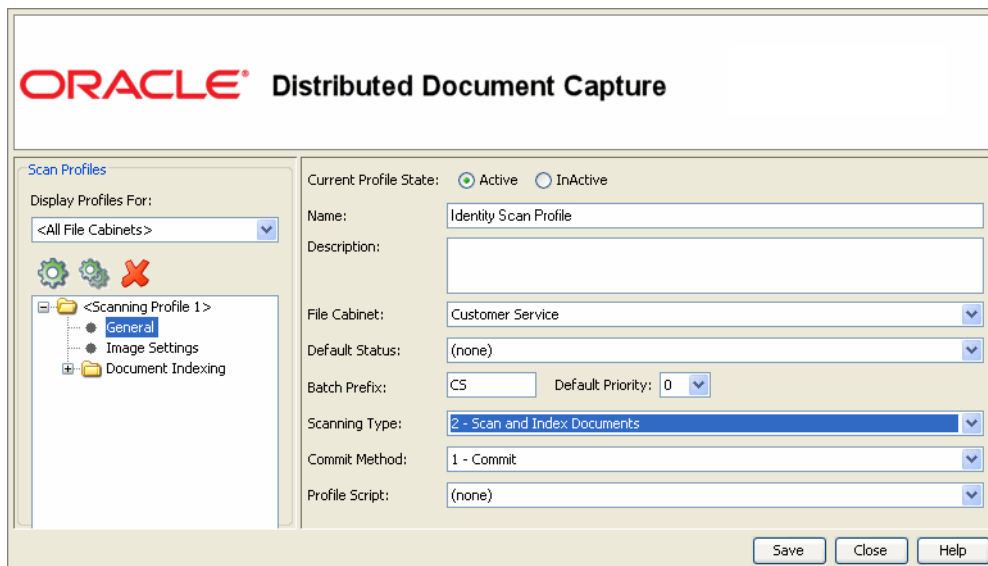 ORACLE® Distributed Document Capture
Scan Profiles
Display Profiles For:
<All File Cabinets>
<Scanning Profile 1>
General
Image Settings
Document Indexing
Current Profile State: Active InActive
Name: Identity Scan Profile
Description:
File Cabinet: Customer Service
Default Status: (none)
Batch Prefix: CS Default Priority: 0
Scanning Type: 2 - Scan and Index Documents
Commit Method: 1 - Commit
Profile Script: (none)
Save Close Help